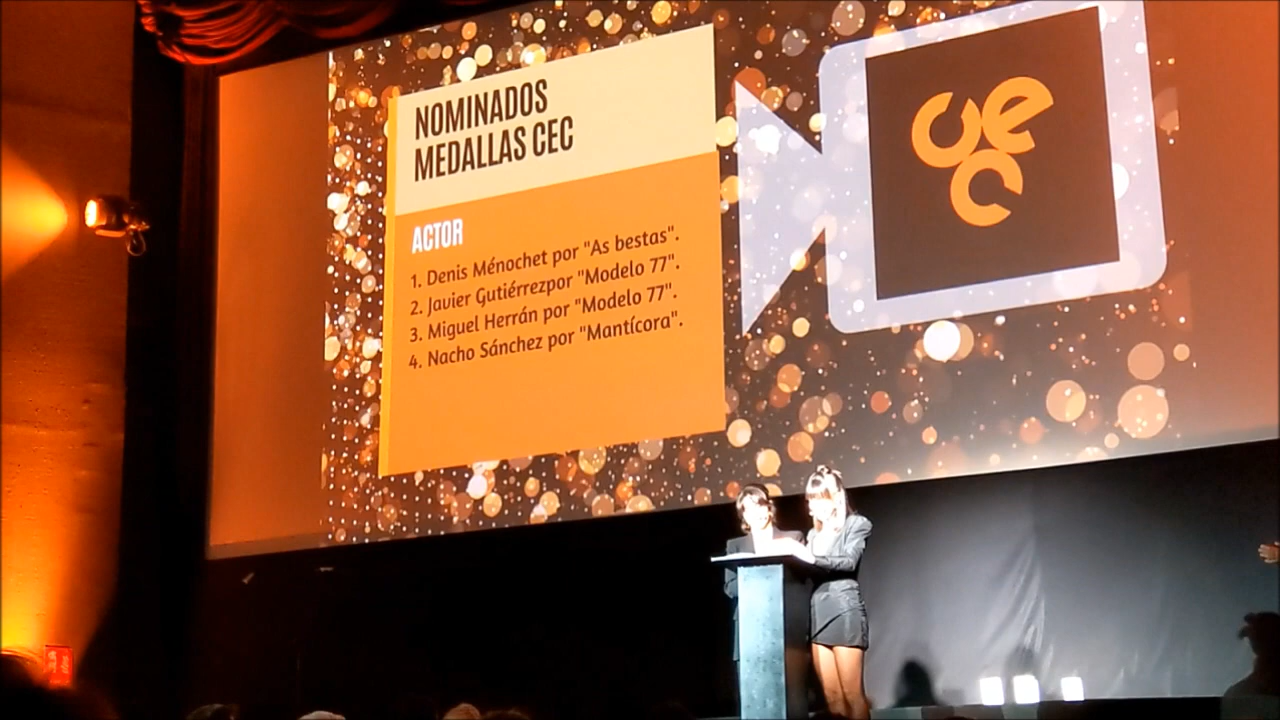 NOMINADOS
MEDALLAS CEC
ACTOR
1. Denis Ménochet por "As bestas".
2. Javier Gutiérrezpor "Modelo 77".
3. Miguel Herrán por "Modelo 77".
4. Nacho Sánchez por "Mantícora".
cec